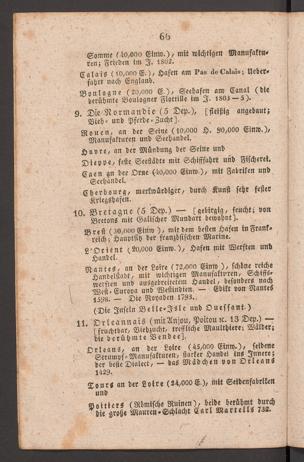 66
Somme (40,000 Einw.), mit wichtigen Manufaktu-
ren; Frieden im J. 1802.
Calais (10,000 E.), Hafen am Pas de Calais; Ueber-
fahrt nach England.
Boulogne (20,000 E.), Seehafen am Canal (die
berühmte Boulogner Flottille im J. 1803–5).
9. Die Normandie (5 Dep.), [fleißig angebaut;
Vieh- und Pferde-Zucht].
Rouen, an der Seine (10,000 H. 90,000 Einw.),
Manufakturen und Seehandel.
Havre, an der Mündung der Seine und
Dieppe, feste Seestädte mit Schiffahrt und Fischerei.
Caen an der Orne (40,000 Einw.), mit Fabriken und
Seehandel.
Cherbourg, merkwürdiger, durch Kunst sehr fester
Kriegshafen.
10. Bretagne (5 Dep.) — [gebirgig, feucht; von
Bretons mit Galischer Mundart bewohnt].
Brest (30,000 Einw.), mit dem besten Hafen in Frank-
reich; Hauptsitz der französischen Marine.
L'Orient (20,000 Einw.), Hafen mit Werften und
Handel.
Nantes, an der Loire (72,000 Einw.), schöne reiche
Handelsstadt, mit wichtigen Manufakturen, Schiffs-
werften und ausgebreitetem Handel, besonders nach
West-Europa und Westindien. — Edikt von Nantes
1598. — Die Noyaden 1793.
(Die Inseln Belle-Isle und Ouessant.)
11. Orleannais (mit Anjou, Poitou ꝛc. 13 Dep.) —
[fruchtbar, Viehzucht, treffliche Maulthiere; Wälder;
die berühmte Vendee].
Orleans, an der Loire (45,000 Einw.), seidene
Strumpf-Manufakturen, starker Handel ins Innere;
der beste Dialect, — das Mädchen von Orleans
1429.
Tours an der Loire (24,000 E.), mit Seidenfabriken
und
Poitiers (Römische Ruinen), beide berühmt durch
die große Mauren-Schlacht Carl Martells 732.